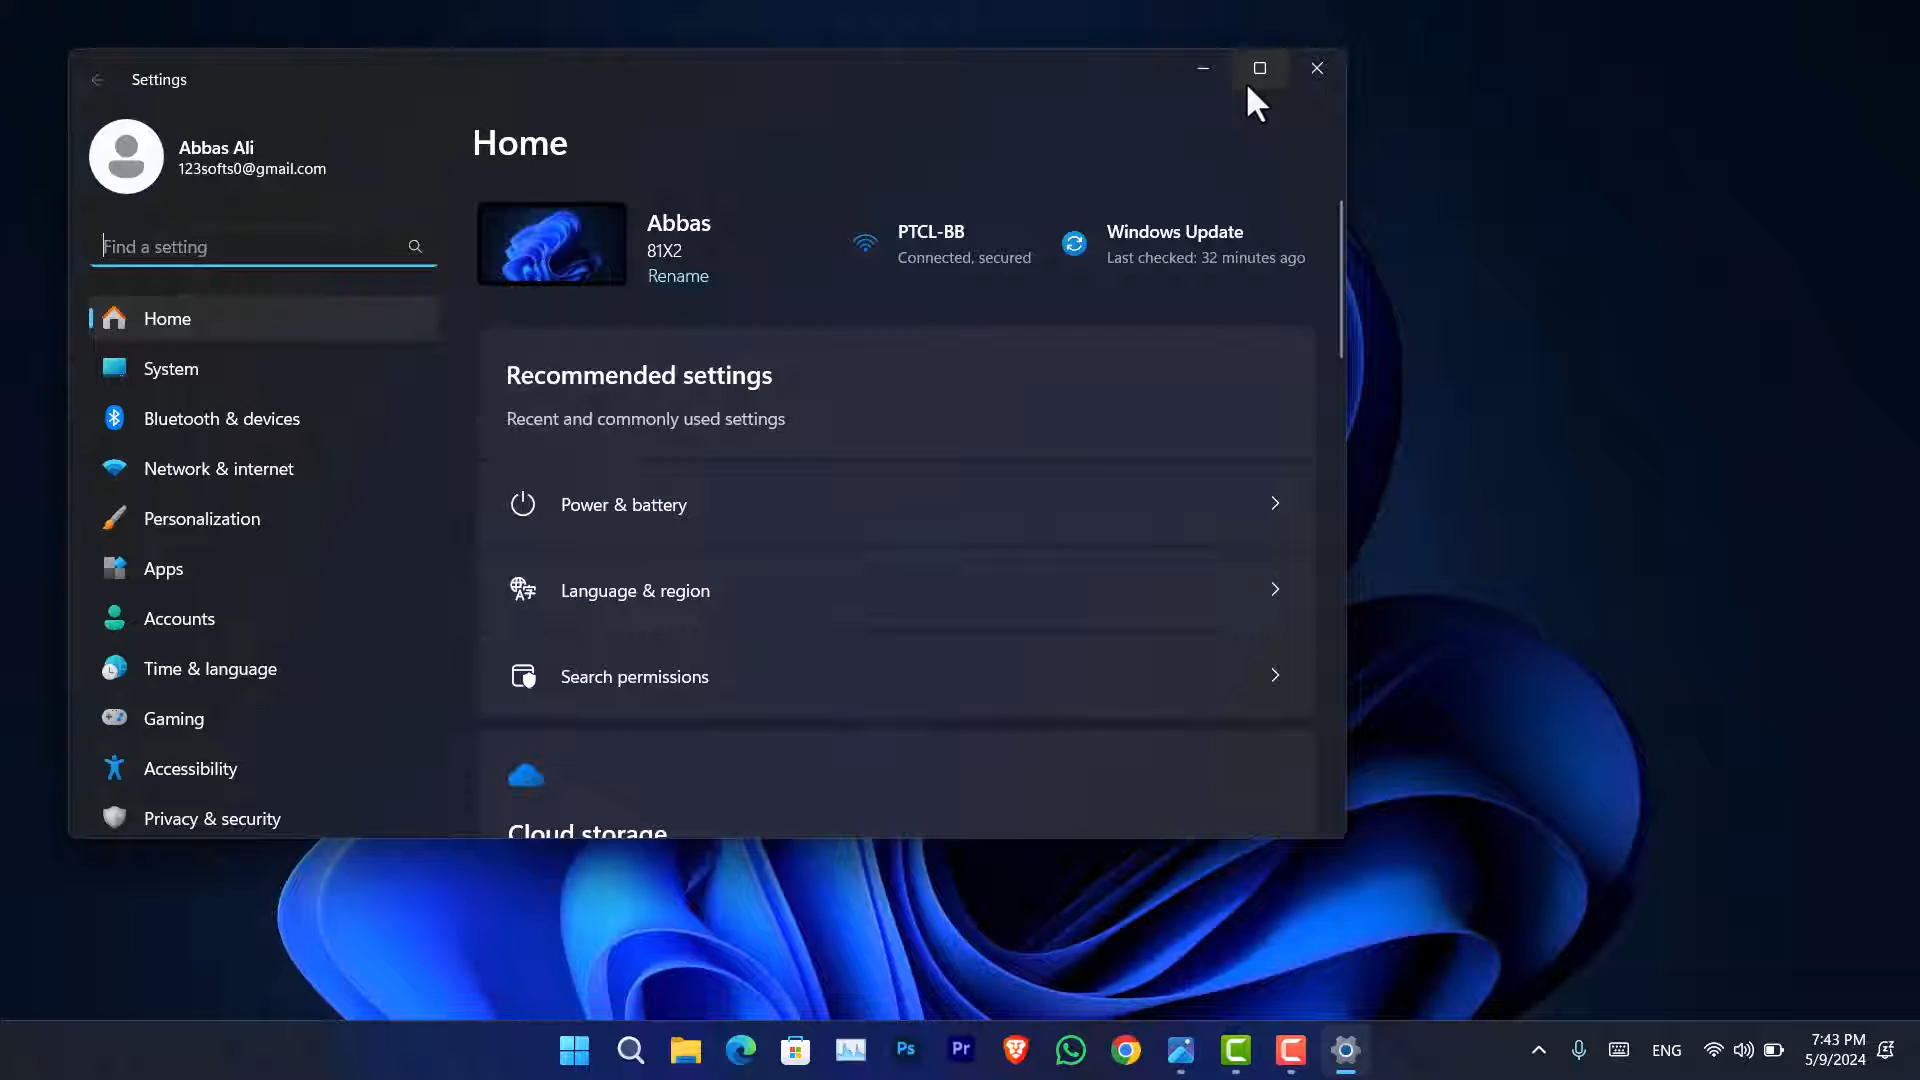 Settings
Abbas Ali
123softs0@gmail.com
Find a setting
Home
System
Bluetooth & devices
Network & internet
Personalization
Apps
Accounts
Time & language
Gaming
Accessibility
Privacy & security
Home
Abbas
81X2
Rename
PTCL-BB
Connected, secured
Windows Update
Last checked: 32 minutes ago
Recommended settings
Recent and commonly used settings
Power & battery
Language & region
Search permissions
Cloud storage
Ps
Pr
ENG
7:43 PM
5/9/2024